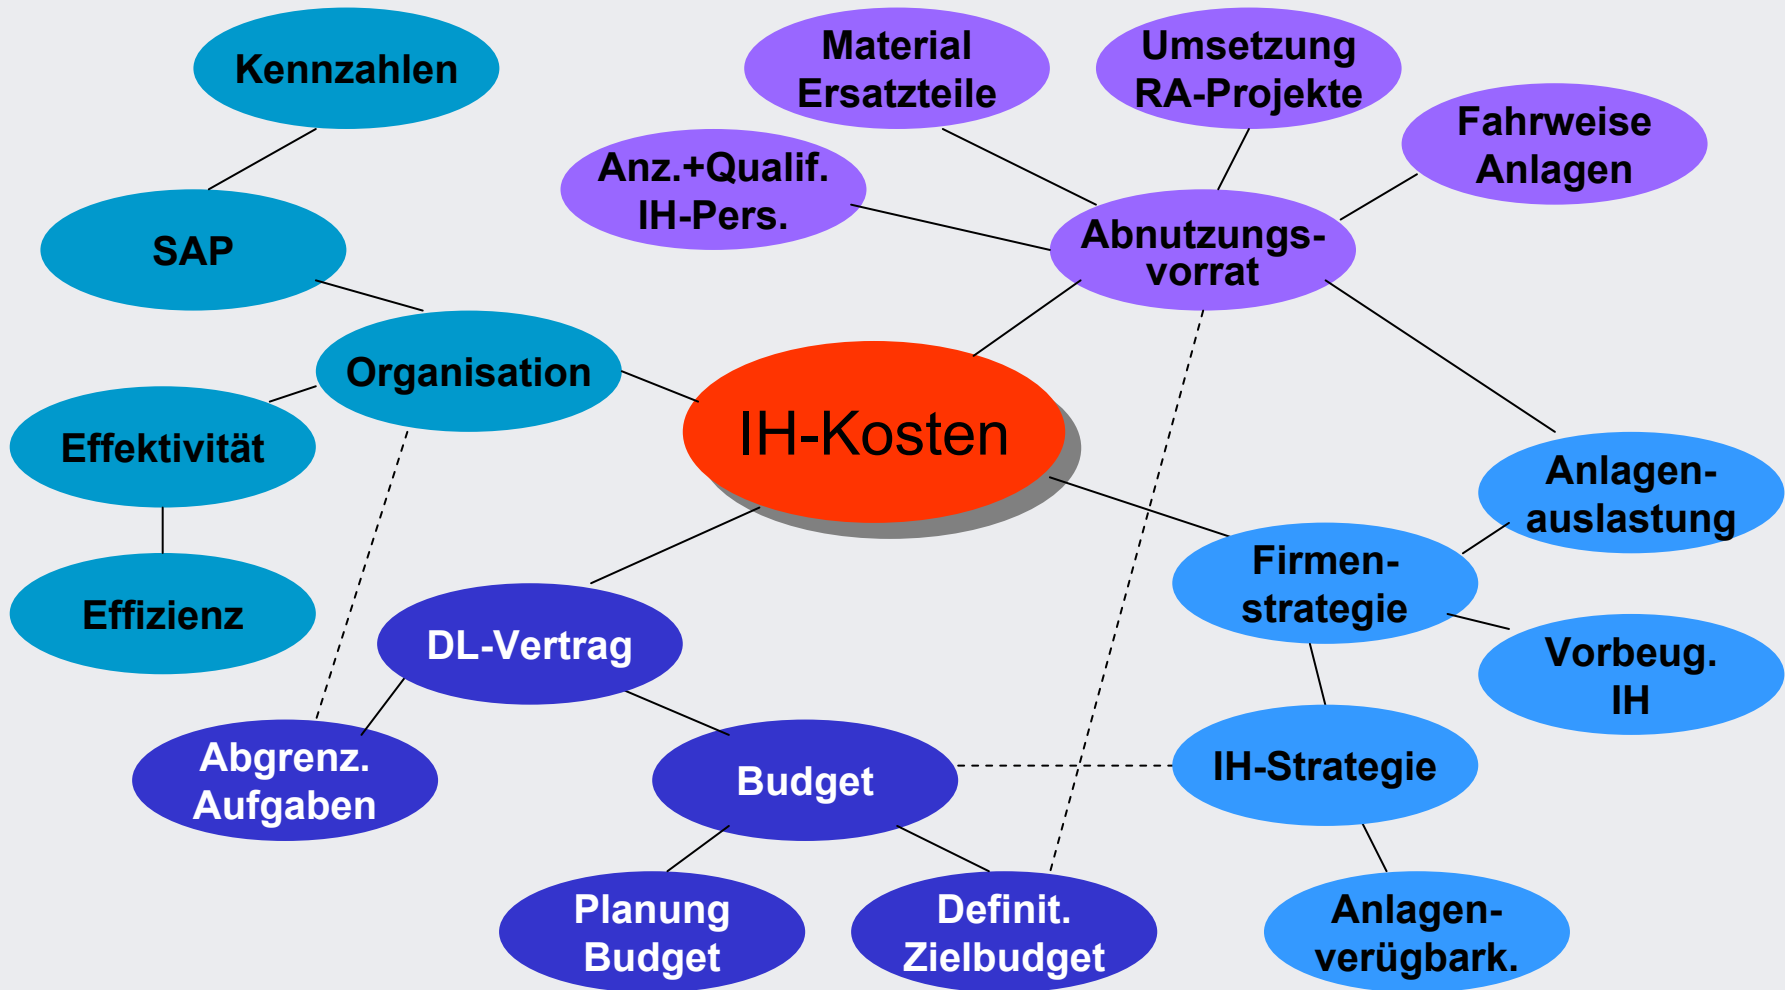 Kennzahlen
Material
Ersatzteile
Umsetzung
RA-Projekte
Fahrweise
Anlagen
Anz.+Qualif.
IH-Pers.
SAP
Abnutzungs-
vorrat
Organisation
IH-Kosten
Effektivität
Anlagen-
auslastung
Firmen-
strategie
Effizienz
DL-Vertrag
Vorbeug.
IH
Abgrenz.
Aufgaben
Budget
IH-Strategie
Planung
Budget
Definit.
Zielbudget
Anlagen-
verügbark.